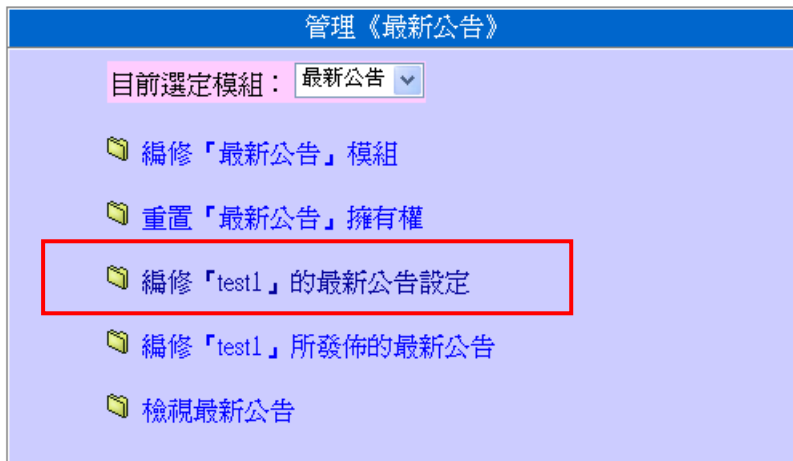 管理《最新公告》
目前選定模組： 最新公告
編修「最新公告」模組
重置「最新公告」擁有權
編修「test1」的最新公告設定
編修「test1」所發佈的最新公告
檢視最新公告